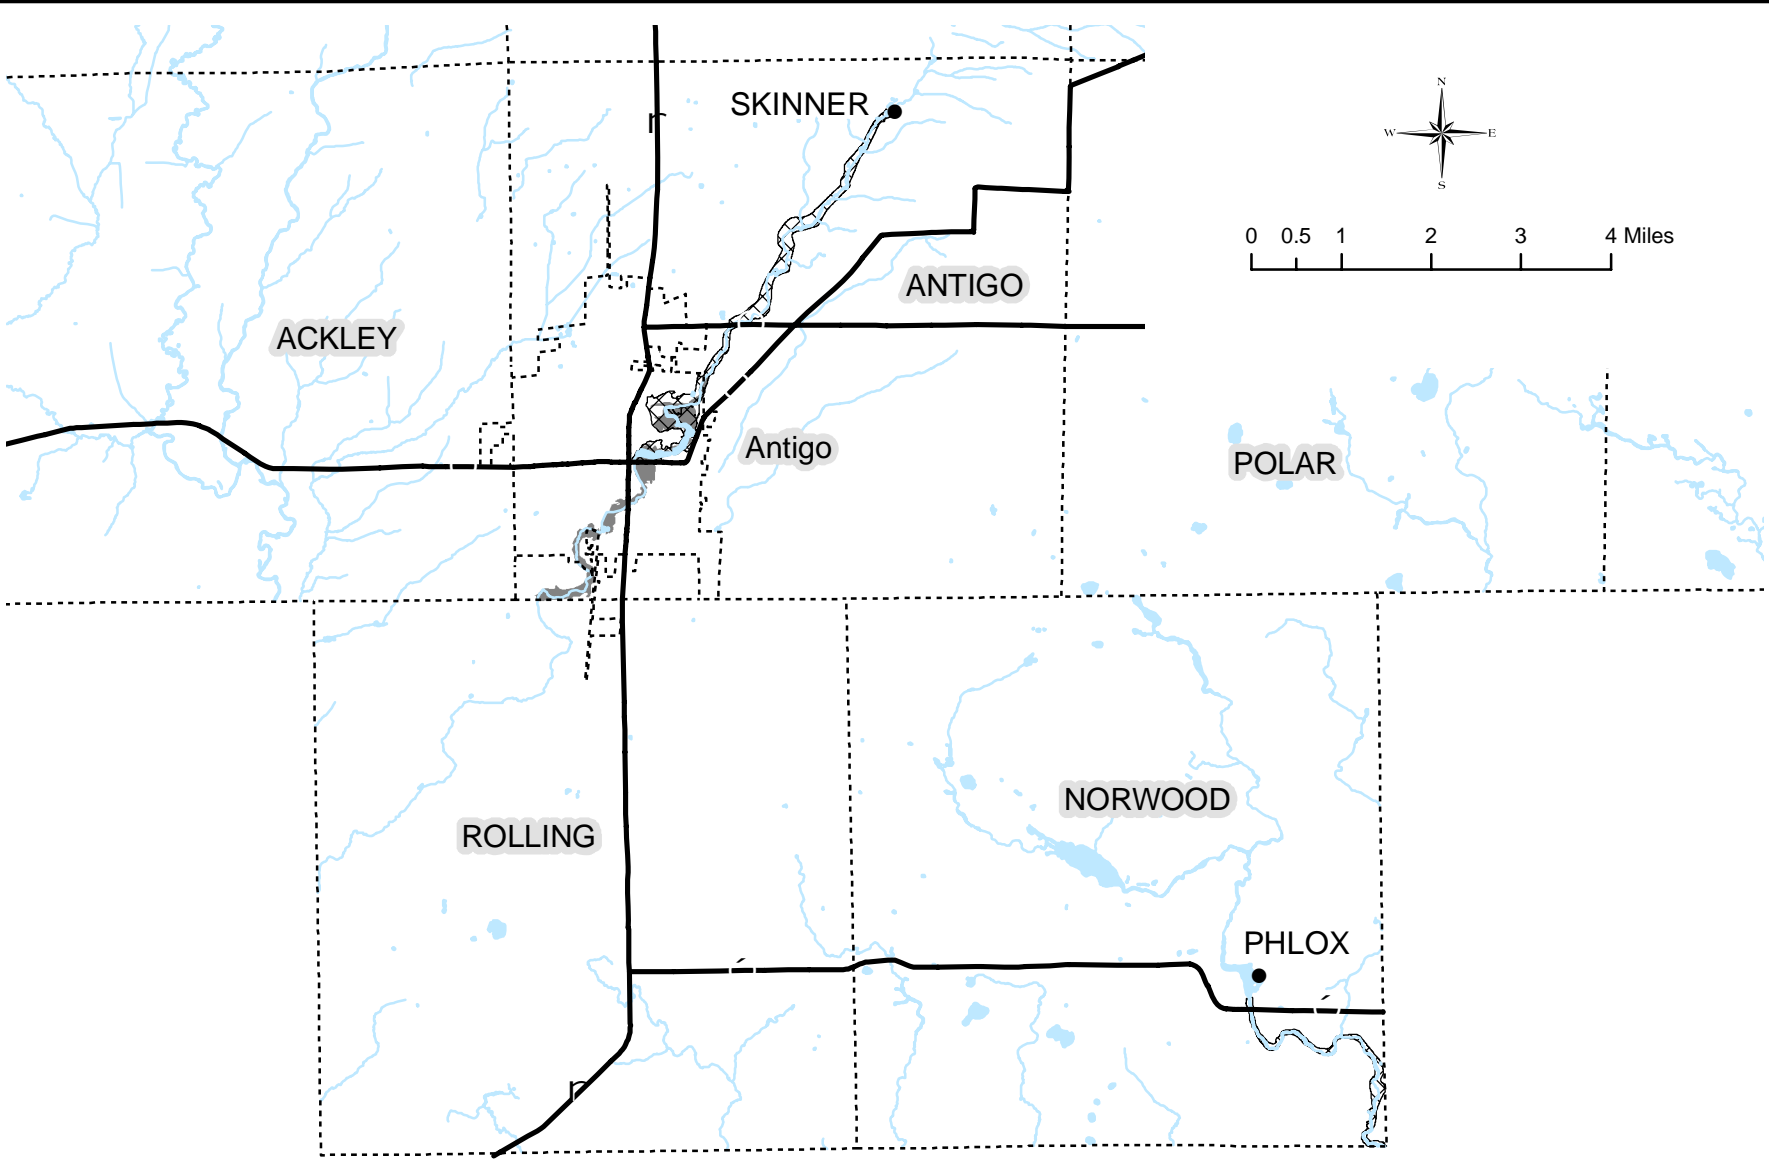 N
SKINNER
r
W E
S
0 0.5 1 2 3 4 Miles
ANTIGO
ACKLEY
Antigo
POLAR
NORWOOD
ROLLING
PHLOX